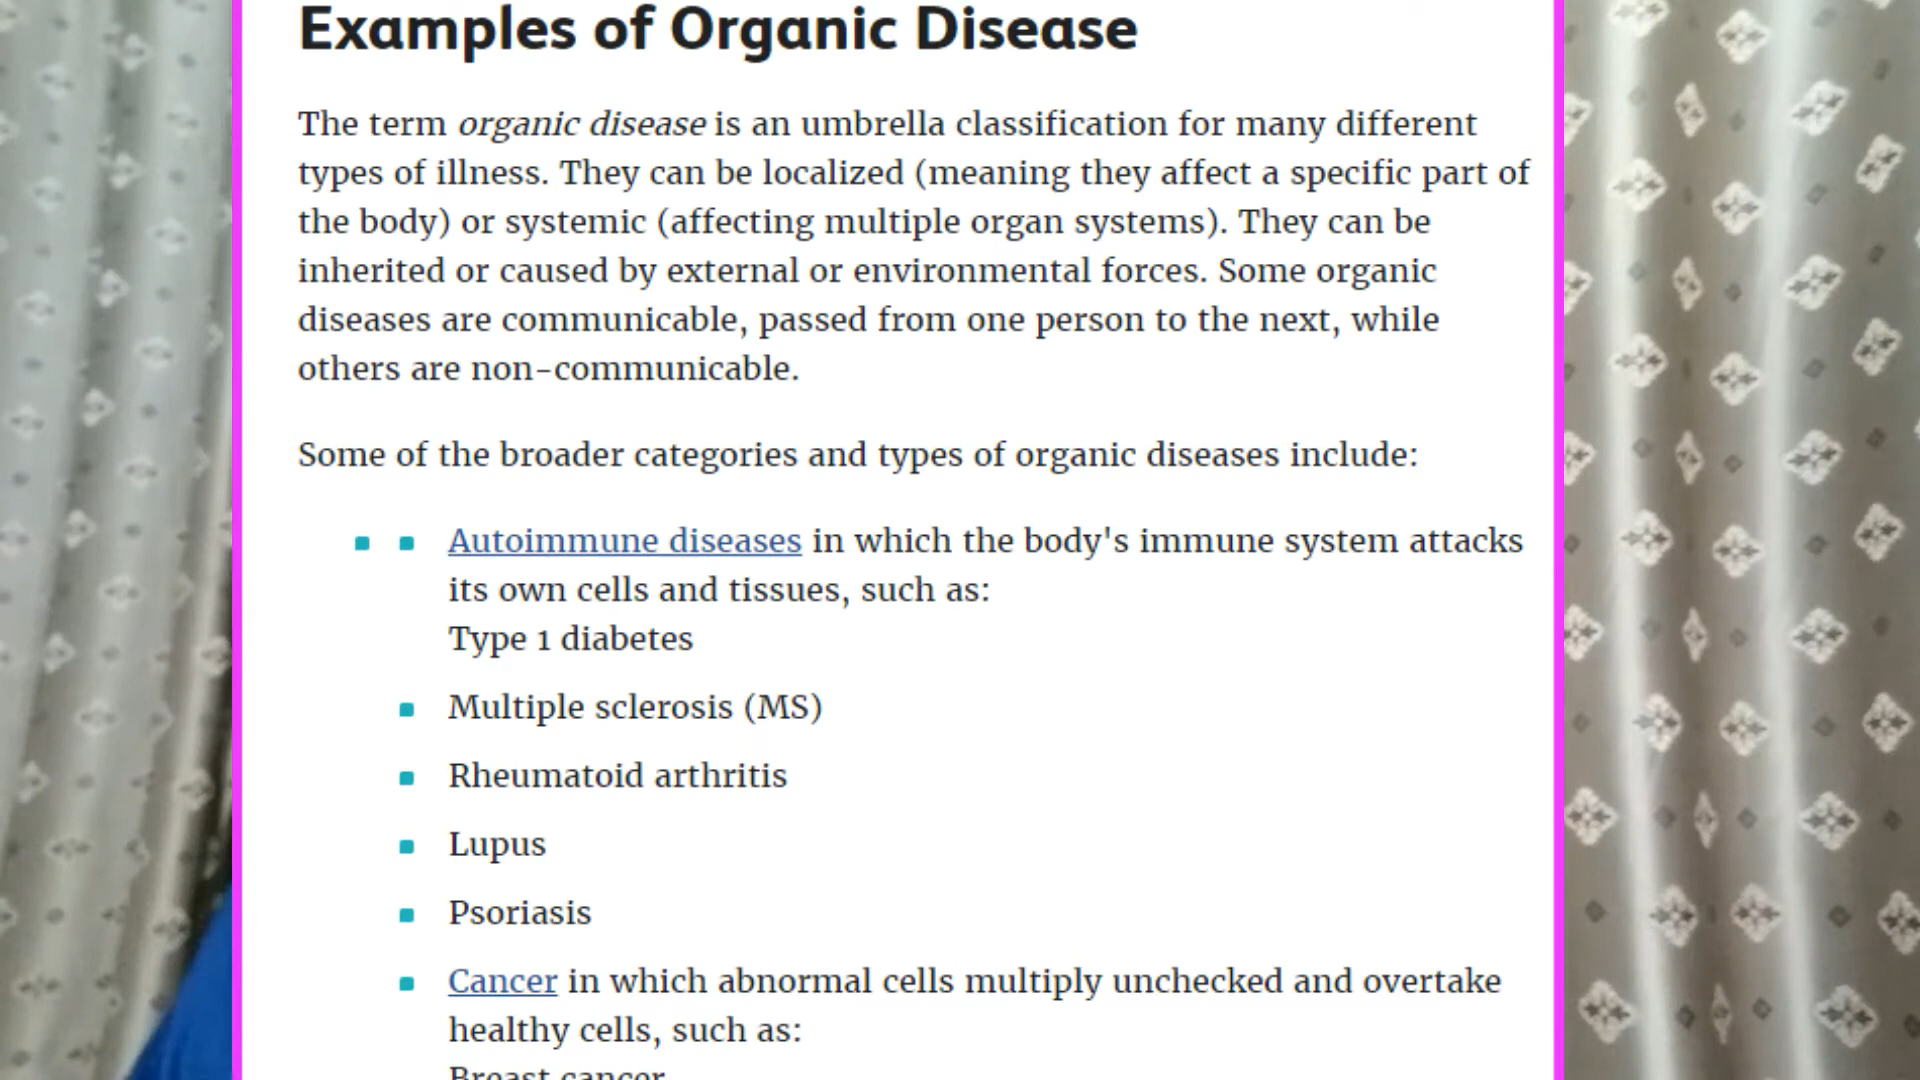 Examples of Organic Disease
The term organic disease is an umbrella classification for many different
types of illness. They can be localized (meaning they affect a specific part of
the body) or systemic (affecting multiple organ systems). They can be
inherited or caused by external or environmental forces. Some organic
diseases are communicable, passed from one person to the next, while
others are non-communicable.
Some of the broader categories and types of organic diseases include:
Autoimmune diseases in which the body's immune system attacks
its own cells and tissues, such as:
Type 1 diabetes
Multiple sclerosis (MS)
Rheumatoid arthritis
Lupus
Psoriasis
Cancer in which abnormal cells multiply unchecked and overtake
healthy cells, such as:
Breast cancer